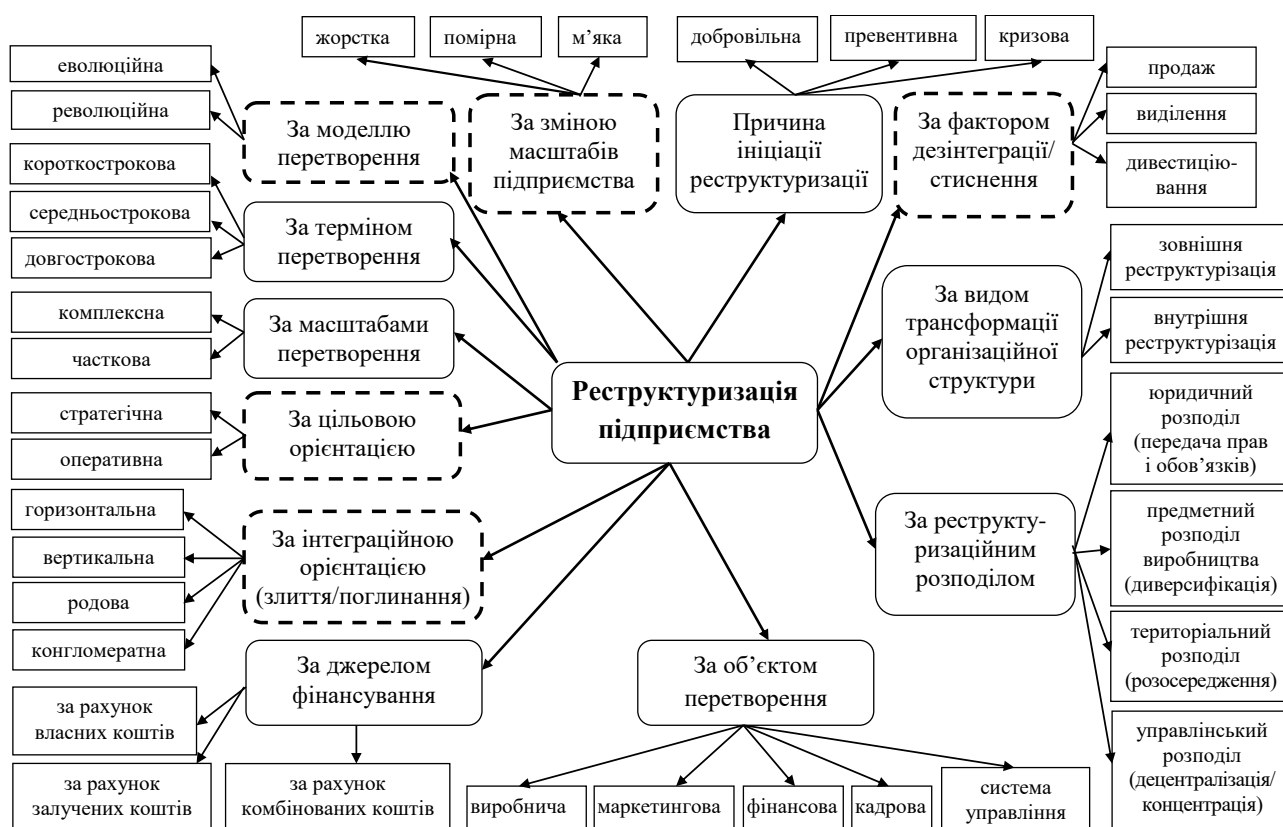 жорстка
помірна
м’яка
добровільна
превентивна
кризова
еволюційна
революційна
За моделлю
перетворення
За зміною
масштабів
підприємства
Причина
ініціації
реструктуризації
За фактором
дезінтеграції/
стиснення
продаж
виділення
дивестицію-
вання
короткострокова
середньострокова
довгострокова
За терміном
перетворення
За видом
трансформації
організаційної
структури
зовнішня
реструктурізація
внутрішня
реструктурізація
комплексна
часткова
За масштабами
перетворення
Реструктуризація
підприємства
стратегічна
оперативна
За цільовою
орієнтацією
юридичний
розподіл
(передача прав
і обов’язків)
горизонтальна
вертикальна
родова
конгломератна
За інтеграційною
орієнтацією
(злиття/поглинання)
За реструкту-
ризаційним
розподілом
предметний
розподіл
виробництва
(диверсифікація)
територіальний
розподіл
(розосередження)
управлінський
розподіл
(децентралізація/
концентрація)
За джерелом
фінансування
За об’єктом
перетворення
за рахунок
власних коштів
за рахунок
залучених коштів
за рахунок
комбінованих коштів
виробнича
маркетингова
фінансова
кадрова
система
управління